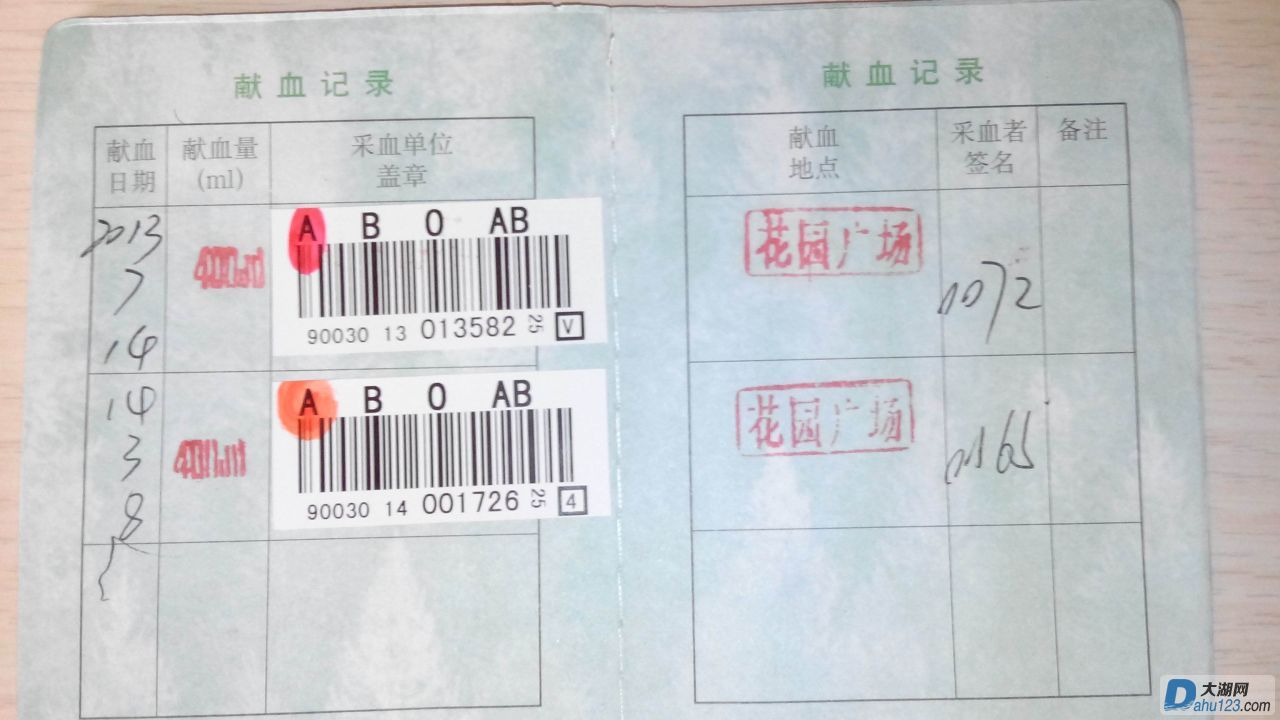 献血记录
献血日期
献血量(ml)
采血单位盖章
2013
7
14
400ml
A B O AB
90030 13 013582 25 V
14
3
8
400ml
A B O AB
90030 14 001726 25 4
献血记录
献血地点
采血者签名
备注
花园广场
花园广场
大湖网
Dahu123.com